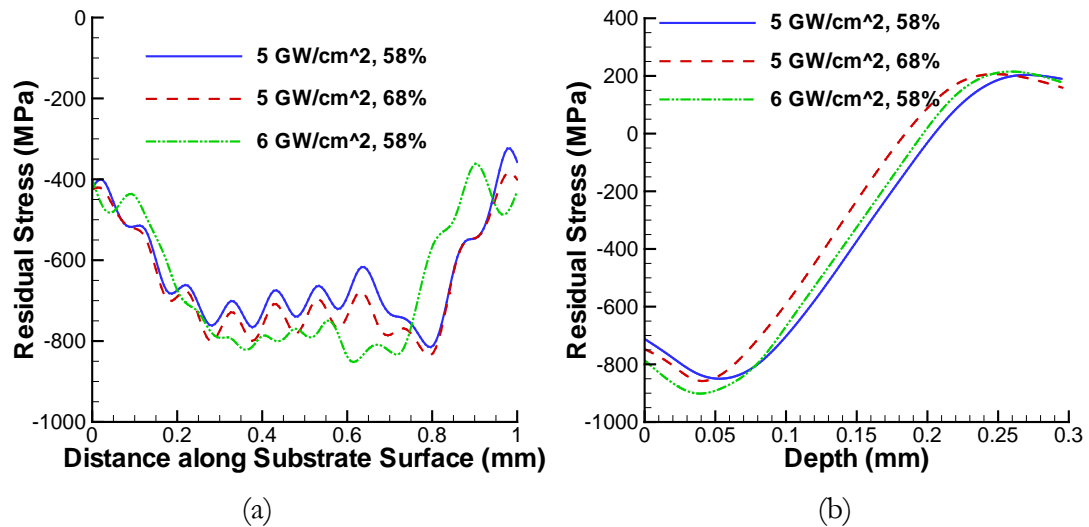 0
-200
-400
-600
-800
-1000
Residual Stress (MPa)
5 GW/cm^2, 58%
5 GW/cm^2, 68%
6 GW/cm^2, 58%
0 0.2 0.4 0.6 0.8 1
Distance along Substrate Surface (mm)
(a)
400
200
0
-200
-400
-600
-800
-1000
Residual Stress (MPa)
5 GW/cm^2, 58%
5 GW/cm^2, 68%
6 GW/cm^2, 58%
0 0.05 0.1 0.15 0.2 0.25 0.3
Depth (mm)
(b)